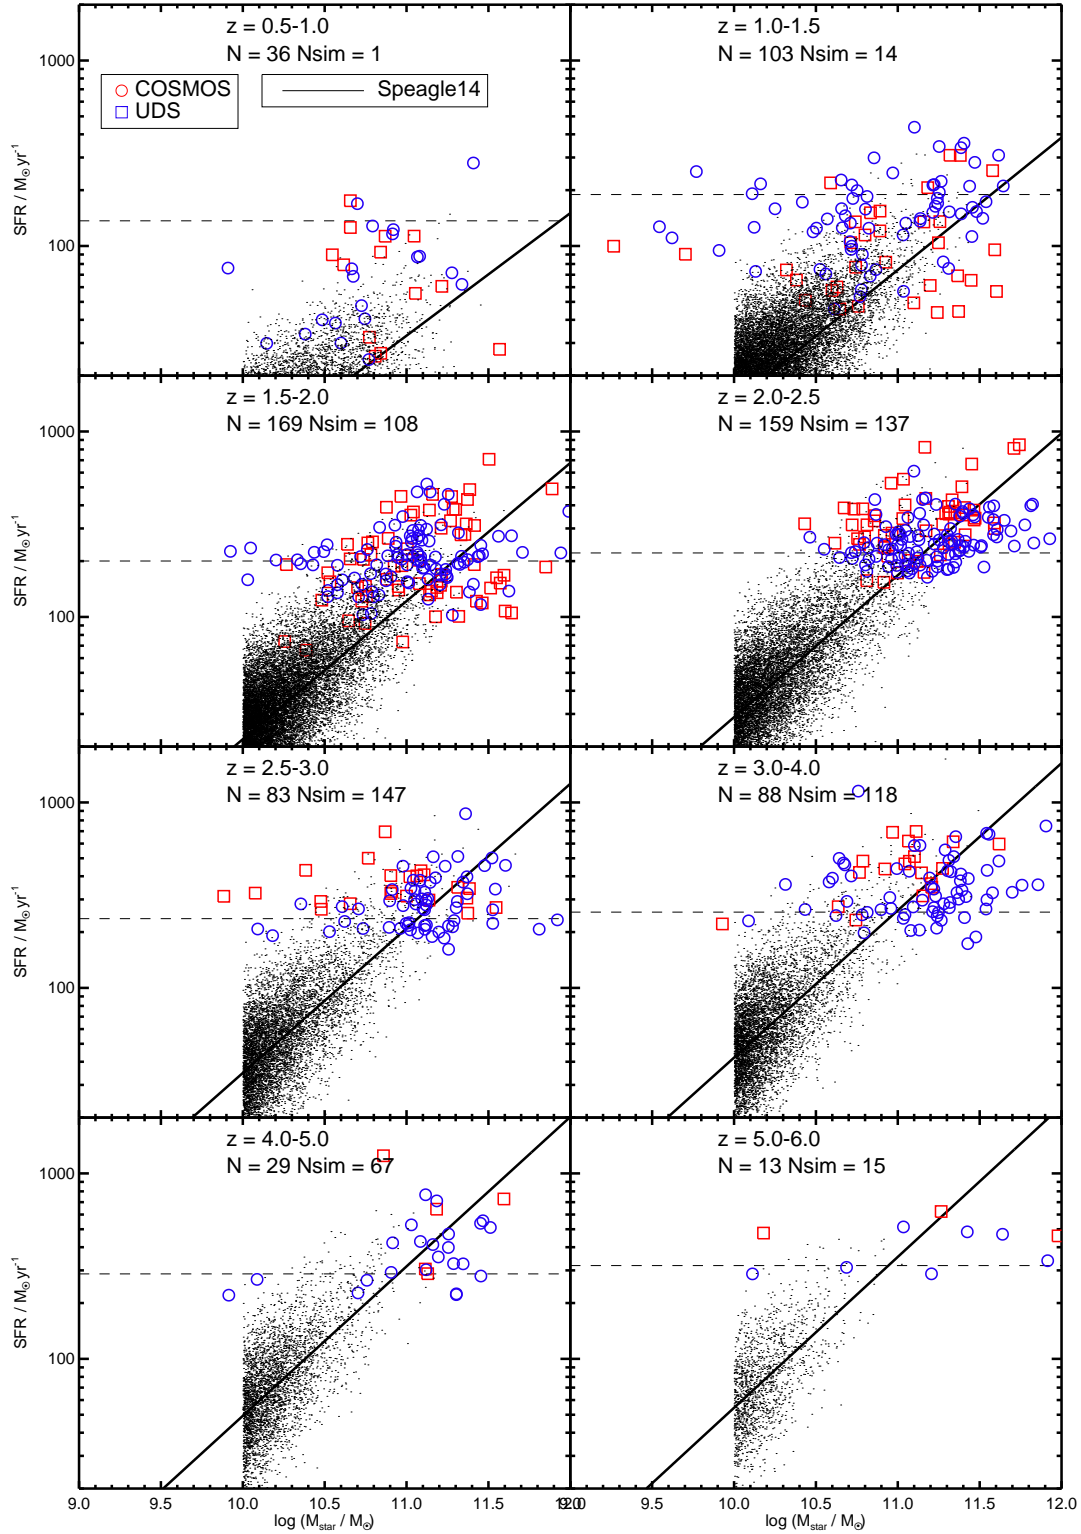 z = 0.5-1.0
N = 36 Nsim = 1
COSMOS
UDS
Speagle14
z = 1.0-1.5
N = 103 Nsim = 14
1000
100
SFR / M⊙ yr⁻¹
z = 1.5-2.0
N = 169 Nsim = 108
z = 2.0-2.5
N = 159 Nsim = 137
1000
100
SFR / M⊙ yr⁻¹
z = 2.5-3.0
N = 83 Nsim = 147
z = 3.0-4.0
N = 88 Nsim = 118
1000
100
SFR / M⊙ yr⁻¹
z = 4.0-5.0
N = 29 Nsim = 67
z = 5.0-6.0
N = 13 Nsim = 15
1000
100
SFR / M⊙ yr⁻¹
9.0 10.0 10.5 11.0 11.5 12.0
9.0 10.0 10.5 11.0 11.5 12.0
log (Mstar / M⊙)
log (Mstar / M⊙)